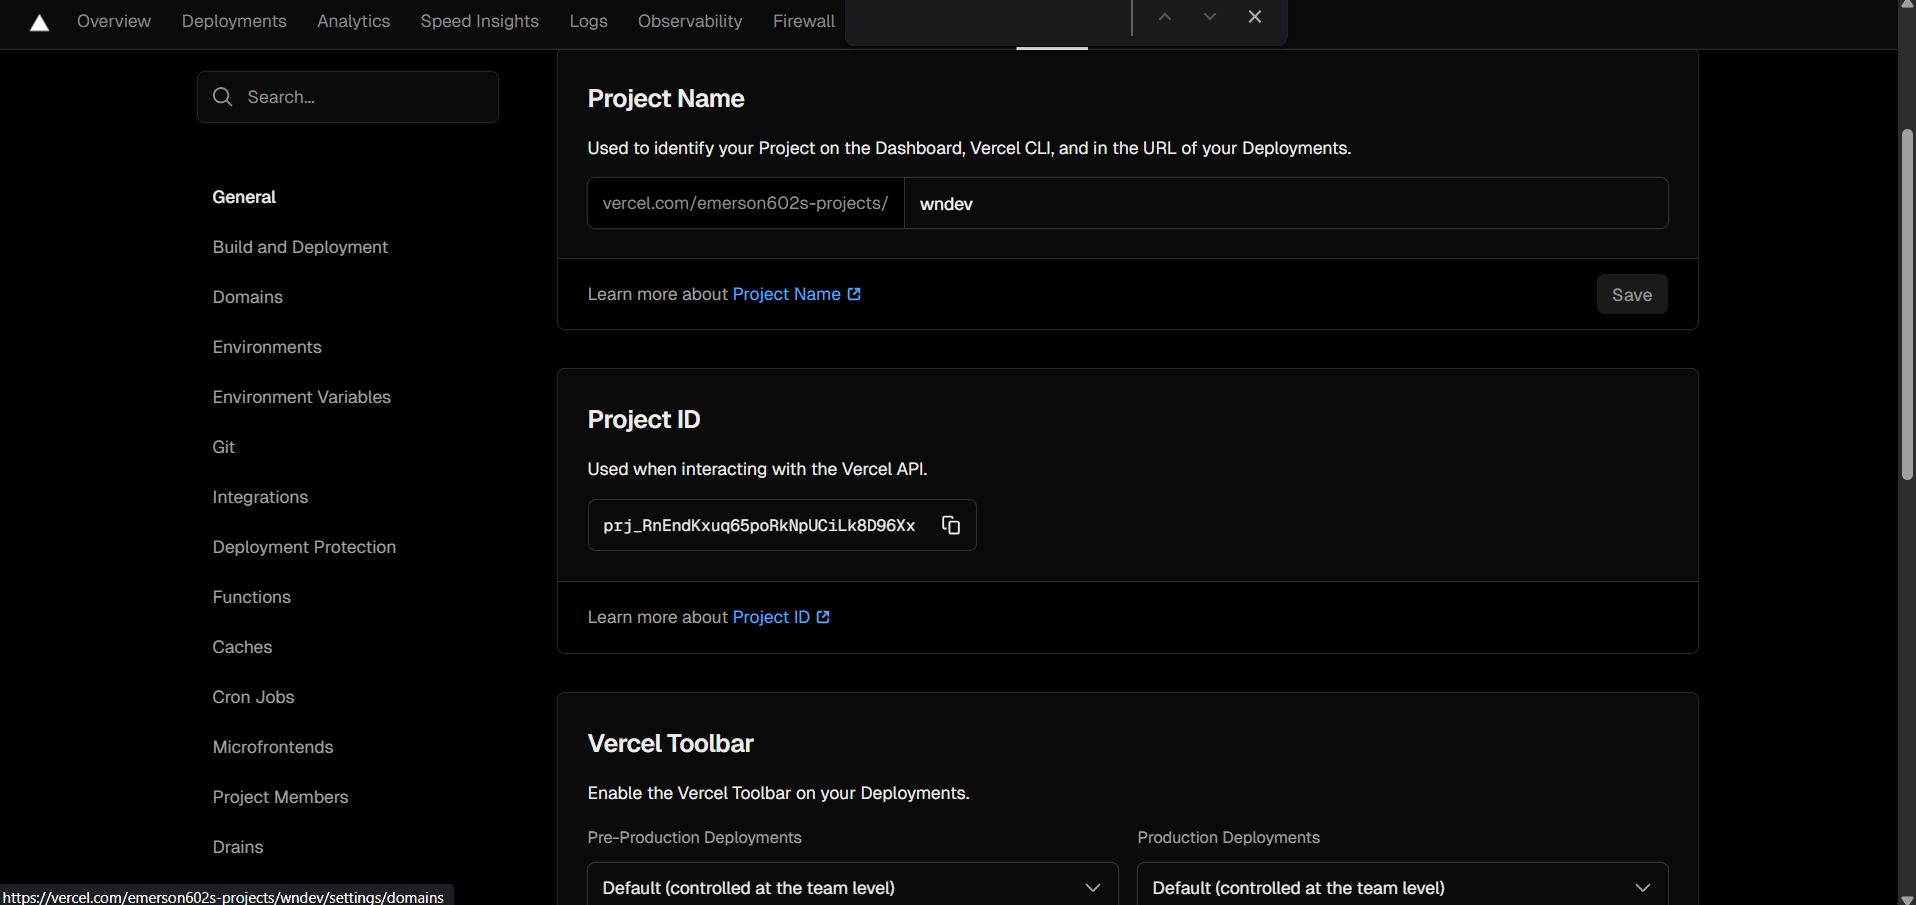 Overview Deployments Analytics Speed Insights Logs Observability Firewall
Search...
General
Build and Deployment
Domains
Environments
Environment Variables
Git
Integrations
Deployment Protection
Functions
Caches
Cron Jobs
Microfrontends
Project Members
Drains
Project Name
Used to identify your Project on the Dashboard, Vercel CLI, and in the URL of your Deployments.
vercel.com/emerson602s-projects/ wndev
Learn more about Project Name
Save
Project ID
Used when interacting with the Vercel API.
prj_RnEndKxuq65poRkNpUCiLk8D96Xx
Learn more about Project ID
Vercel Toolbar
Enable the Vercel Toolbar on your Deployments.
Pre-Production Deployments
Default (controlled at the team level)
Production Deployments
Default (controlled at the team level)
https://vercel.com/emerson602s-projects/wndev/settings/domains